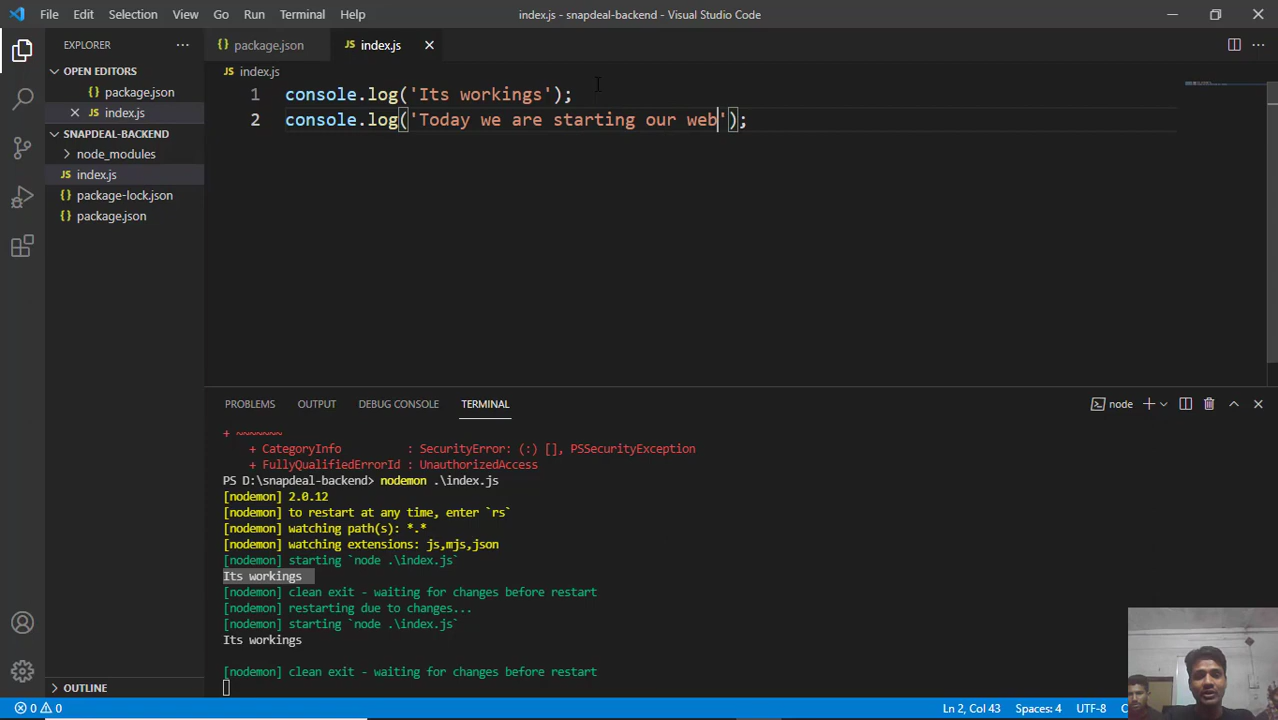 File Edit Selection View Go Run Terminal Help index.js - snapdeal-backend - Visual Studio Code
EXPLORER
{} package.json JS index.js
OPEN EDITORS
{} package.json
JS index.js
SNAPDEAL-BACKEND
node_modules
JS index.js
{} package-lock.json
{} package.json
OUTLINE
JS index.js
1 console.log('Its workings');
2 console.log('Today we are starting our web');
PROBLEMS OUTPUT DEBUG CONSOLE TERMINAL node
+ ~~~~~~~
+ CategoryInfo : SecurityError: (:) [], PSSecurityException
+ FullyQualifiedErrorId : UnauthorizedAccess
PS D:\snapdeal-backend> nodemon .\index.js
[nodemon] 2.0.12
[nodemon] to restart at any time, enter `rs`
[nodemon] watching path(s): *.*
[nodemon] watching extensions: js,mjs,json
[nodemon] starting `node .\index.js`
Its workings
[nodemon] clean exit - waiting for changes before restart
[nodemon] restarting due to changes...
[nodemon] starting `node .\index.js`
Its workings
[nodemon] clean exit - waiting for changes before restart
0 0 Ln 2, Col 43 Spaces: 4 UTF-8